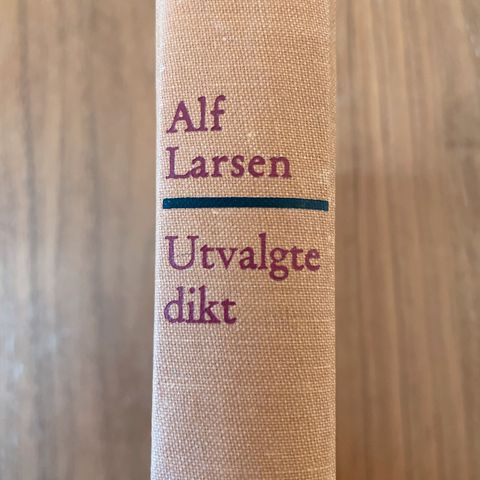 Alf
Larsen
Utvalgte
dikt